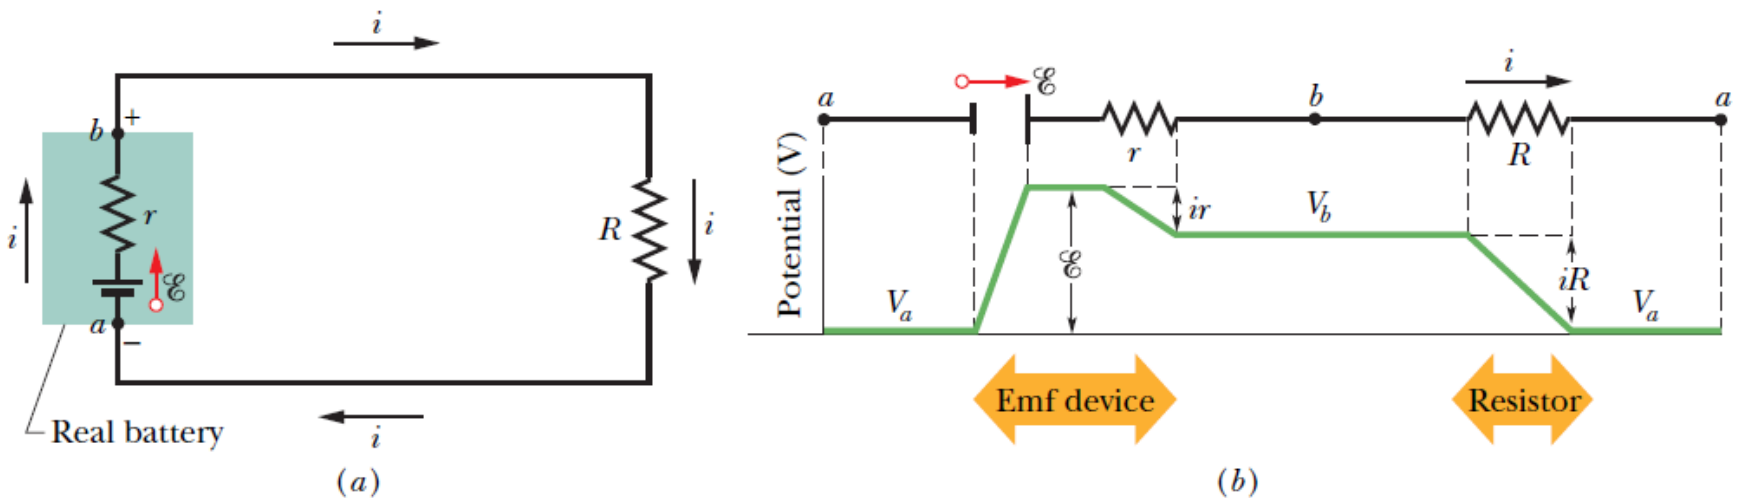 i
b
+
i
r
ℰ
R
i
a
−
Real battery
i
(a)
Potential (V)
a
ℰ
r
b
i
R
a
ir
V_b
ℰ
iR
V_a
V_a
Emf device
Resistor
(b)